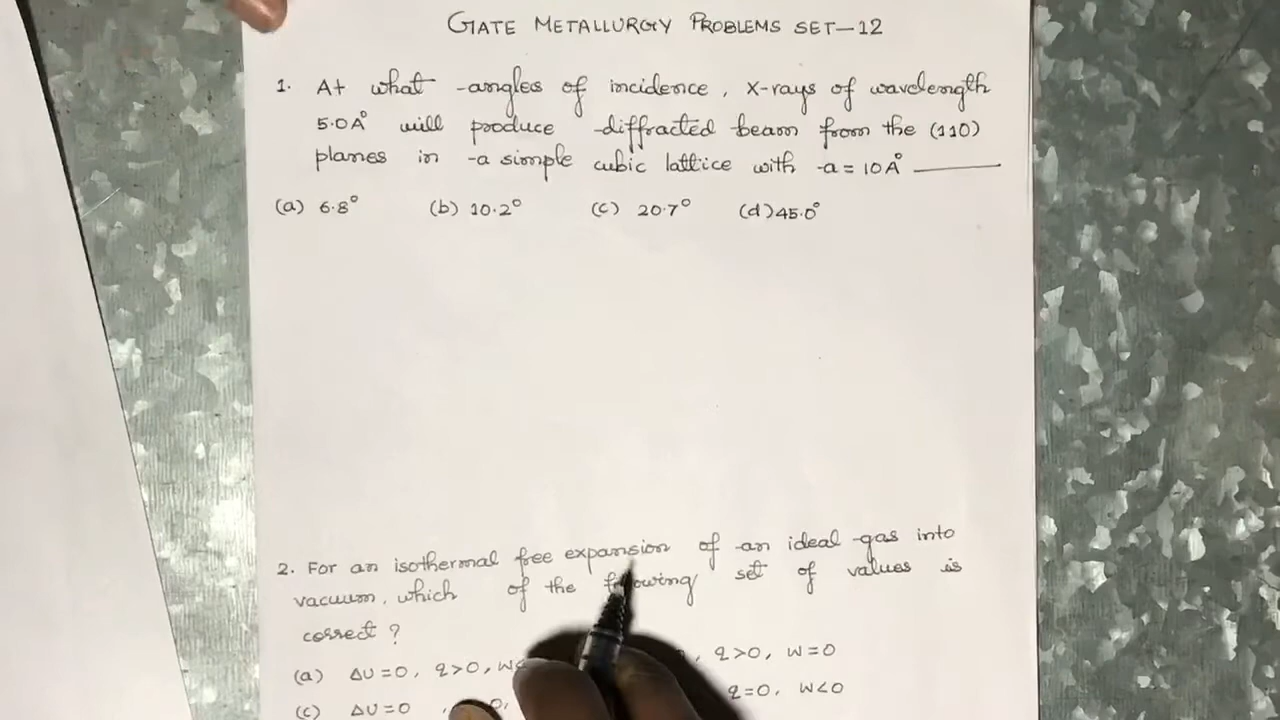 GATE METALLURGY PROBLEMS SET-12
1. At what angles of incidence, X-rays of wavelength
5.0A° will produce diffracted beam from the (110)
planes in a simple cubic lattice with a = 10A° ______
(a) 6.8° (b) 10.2° (c) 20.7° (d) 45.0°
2. For an isothermal free expansion of an ideal gas into
vacuum, which of the following set of values is
correct?
(a) ΔU=0, q>0, , q>0, W=0
(c) ΔU=0 , q=0, W<0